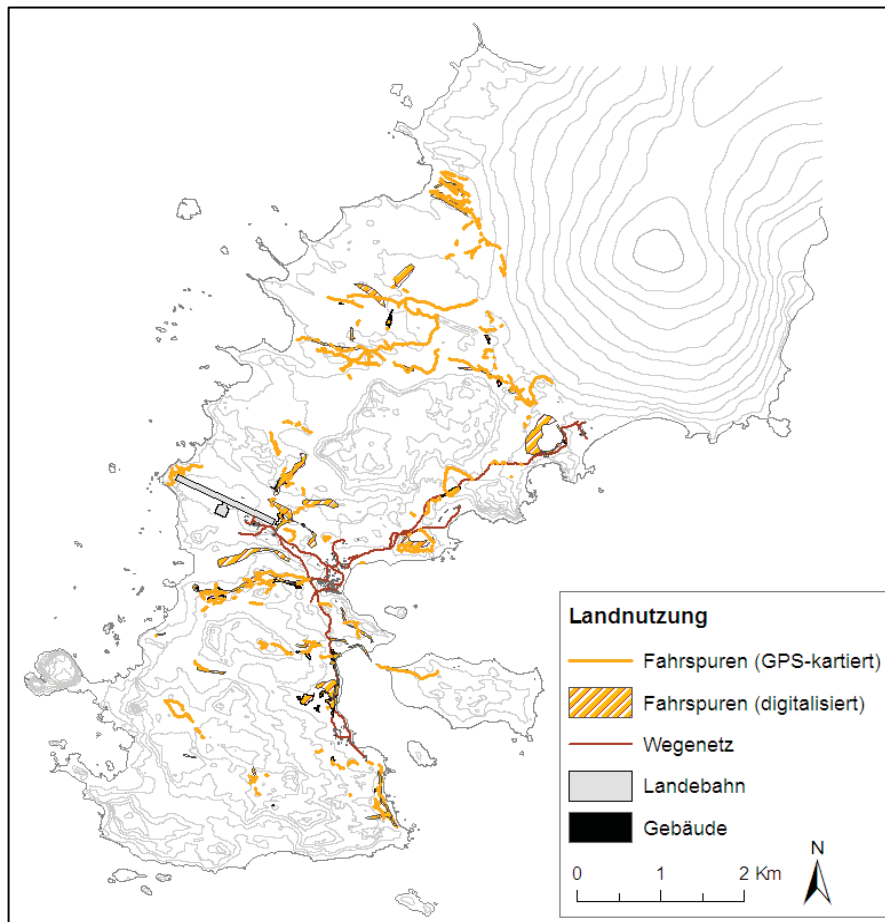 Landnutzung
Fahrspuren (GPS-kartiert)
Fahrspuren (digitalisiert)
Wegenetz
Landebahn
Gebäude
N
0 1 2 Km